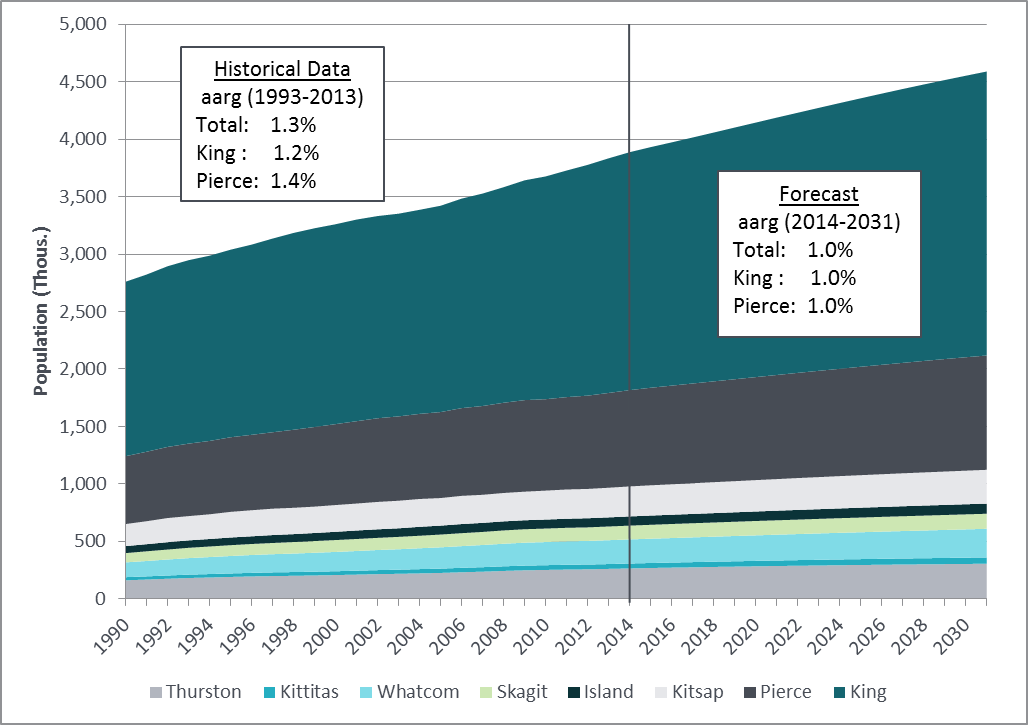 5,000
4,500
4,000
3,500
3,000
2,500
2,000
1,500
1,000
500
0
Population (Thous.)
Historical Data
aarg (1993-2013)
Total: 1.3%
King : 1.2%
Pierce: 1.4%
Forecast
aarg (2014-2031)
Total: 1.0%
King : 1.0%
Pierce: 1.0%
1990 1992 1994 1996 1998 2000 2002 2004 2006 2008 2010 2012 2014 2016 2018 2020 2022 2024 2026 2028 2030
Thurston Kittitas Whatcom Skagit Island Kitsap Pierce King